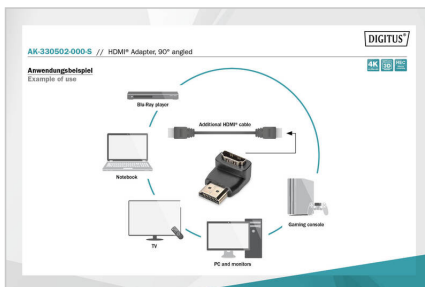 DIGITUS®
AK-330502-000-S // HDMI® Adapter, 90° angled
4K
3D
HEC
Anwendungsbeispiel
Example of use
Blu-Ray player
Additional HDMI® cable
Notebook
Gaming console
TV
PC and monitors